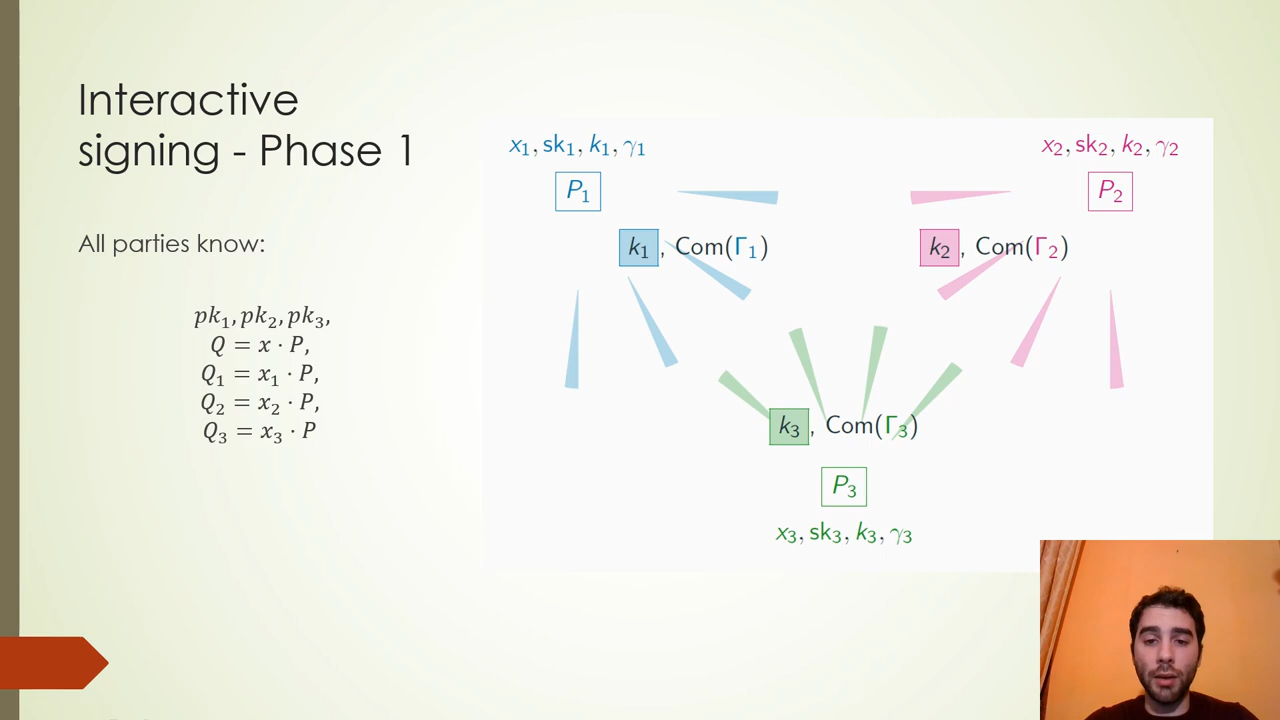 Interactive
signing - Phase 1
All parties know:
pk₁, pk₂, pk₃,
Q = x · P,
Q₁ = x₁ · P,
Q₂ = x₂ · P,
Q₃ = x₃ · P
x₁, sk₁, k₁, γ₁
P₁
k₁, Com(Γ₁)
x₂, sk₂, k₂, γ₂
P₂
k₂, Com(Γ₂)
k₃, Com(Γ₃)
P₃
x₃, sk₃, k₃, γ₃